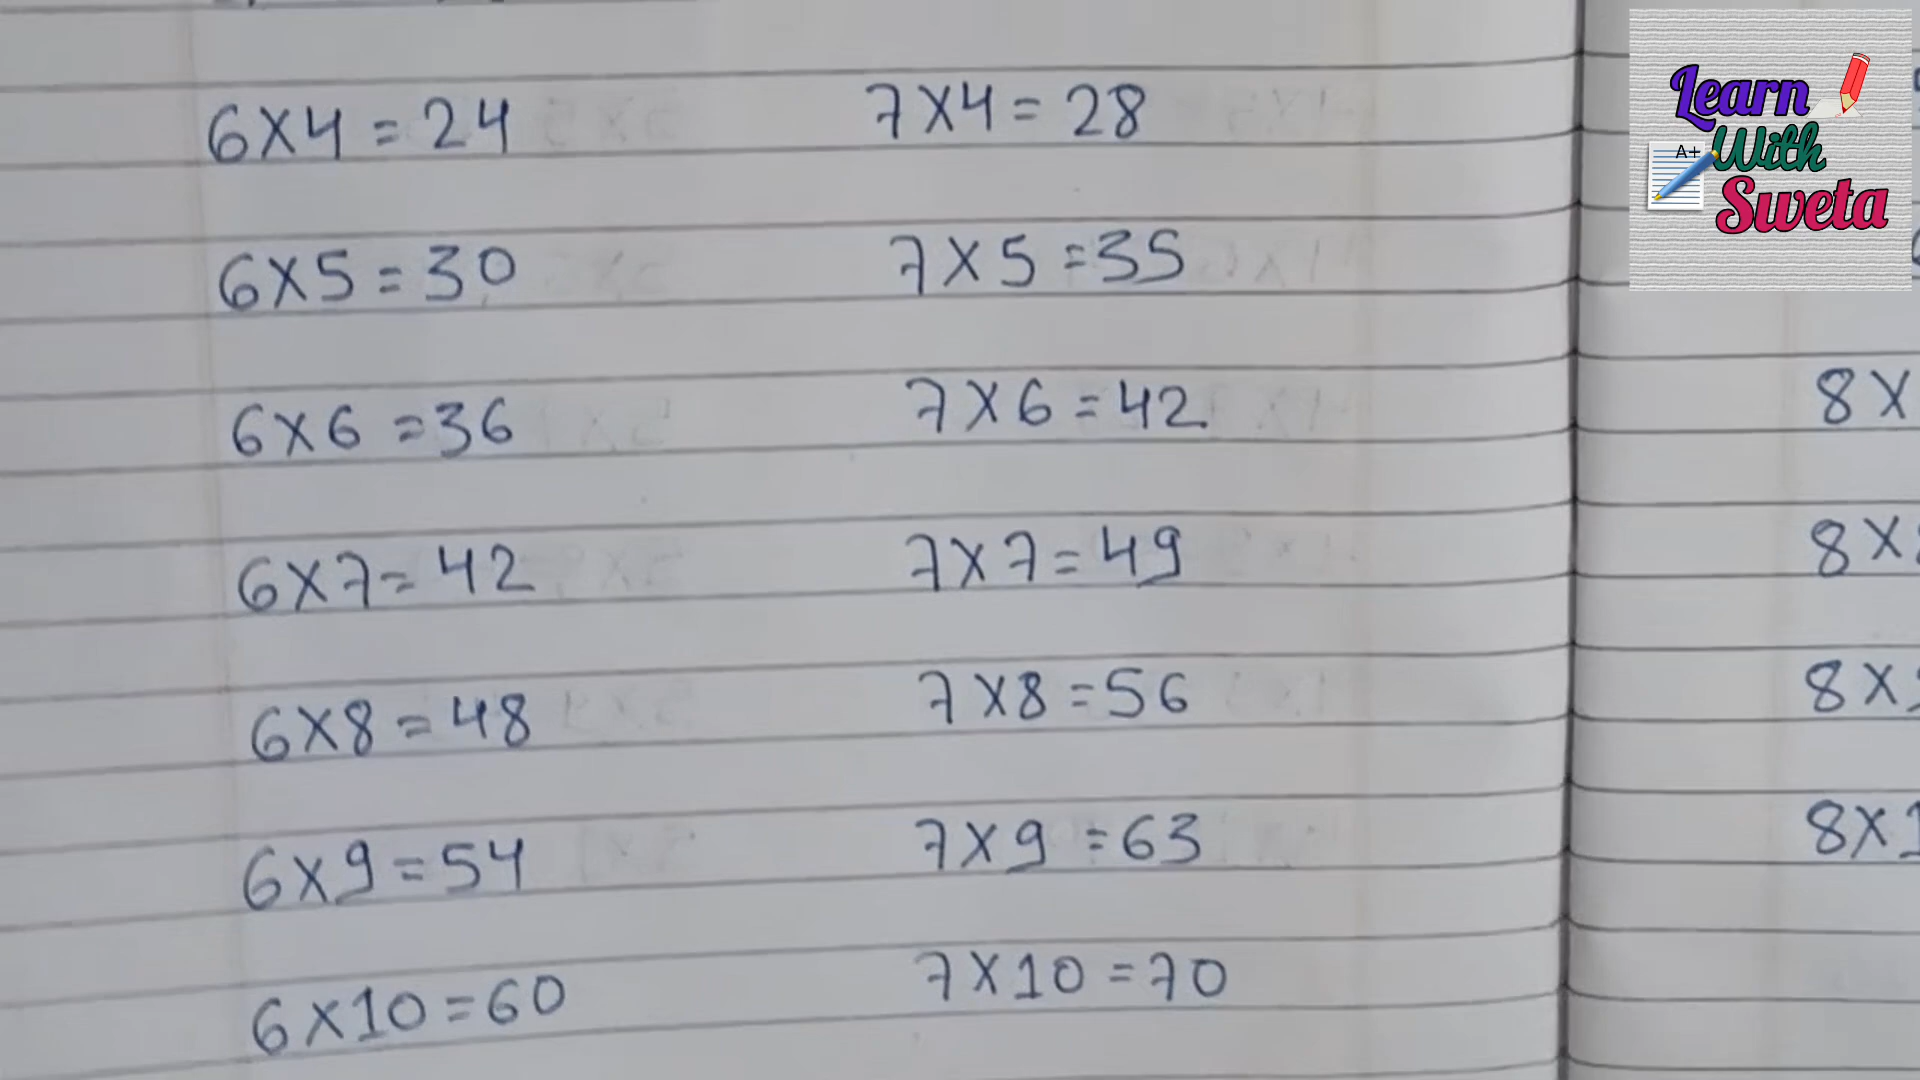 6X4=24
6X5=30
6X6=36
6X7=42
6X8=48
6X9=54
6X10=60
7X4=28
7X5=35
7X6=42
7X7=49
7X8=56
7X9=63
7X10=70
8X
8X
8X
8X1
Learn
With
Sweta
A+